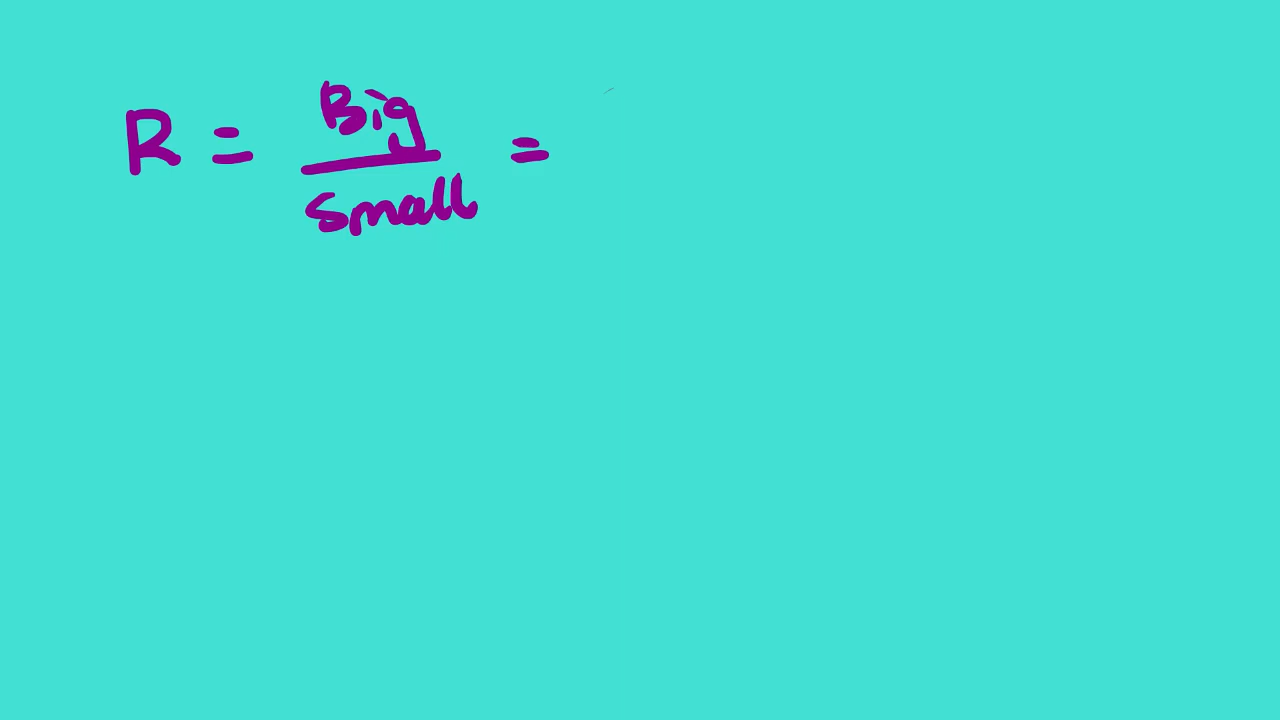 R = Big/Small =